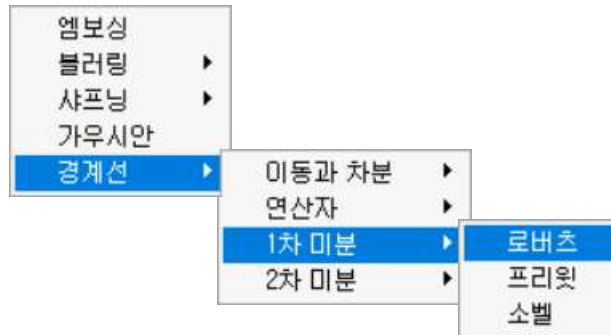 엠보싱
블러링
샤프닝
가우시안
경계선
이동과 차분
연산자
1차 미분
2차 미분
로버츠
프리윗
소벨